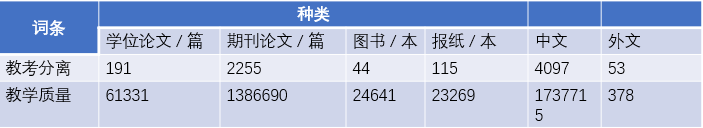 词条 种类
学位论文 / 篇 期刊论文 / 篇 图书 / 本 报纸 / 本 中文 外文
教考分离 191 2255 44 115 4097 53
教学质量 61331 1386690 24641 23269 173771 378
5